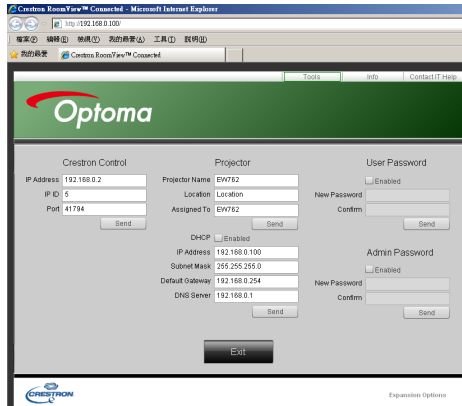 Crestron RoomView™ Connected - Microsoft Internet Explorer
http://192.168.0.100/
檔案(F) 編輯(E) 檢視(V) 我的最愛(A) 工具(T) 說明(H)
我的最愛 Crestron RoomView™ Connected
Tools Info Contact IT Help
Optoma
Crestron Control
IP Address 192.168.0.2
IP ID 5
Port 41794
Send
Projector
Projector Name EW762
Location Location
Assigned To EW762
Send
DHCP Enabled
IP Address 192.168.0.100
Subnet Mask 255.255.255.0
Default Gateway 192.168.0.254
DNS Server 192.168.0.1
Send
User Password
Enabled
New Password
Confirm
Send
Admin Password
Enabled
New Password
Confirm
Send
Exit
CRESTRON
Expansion Options